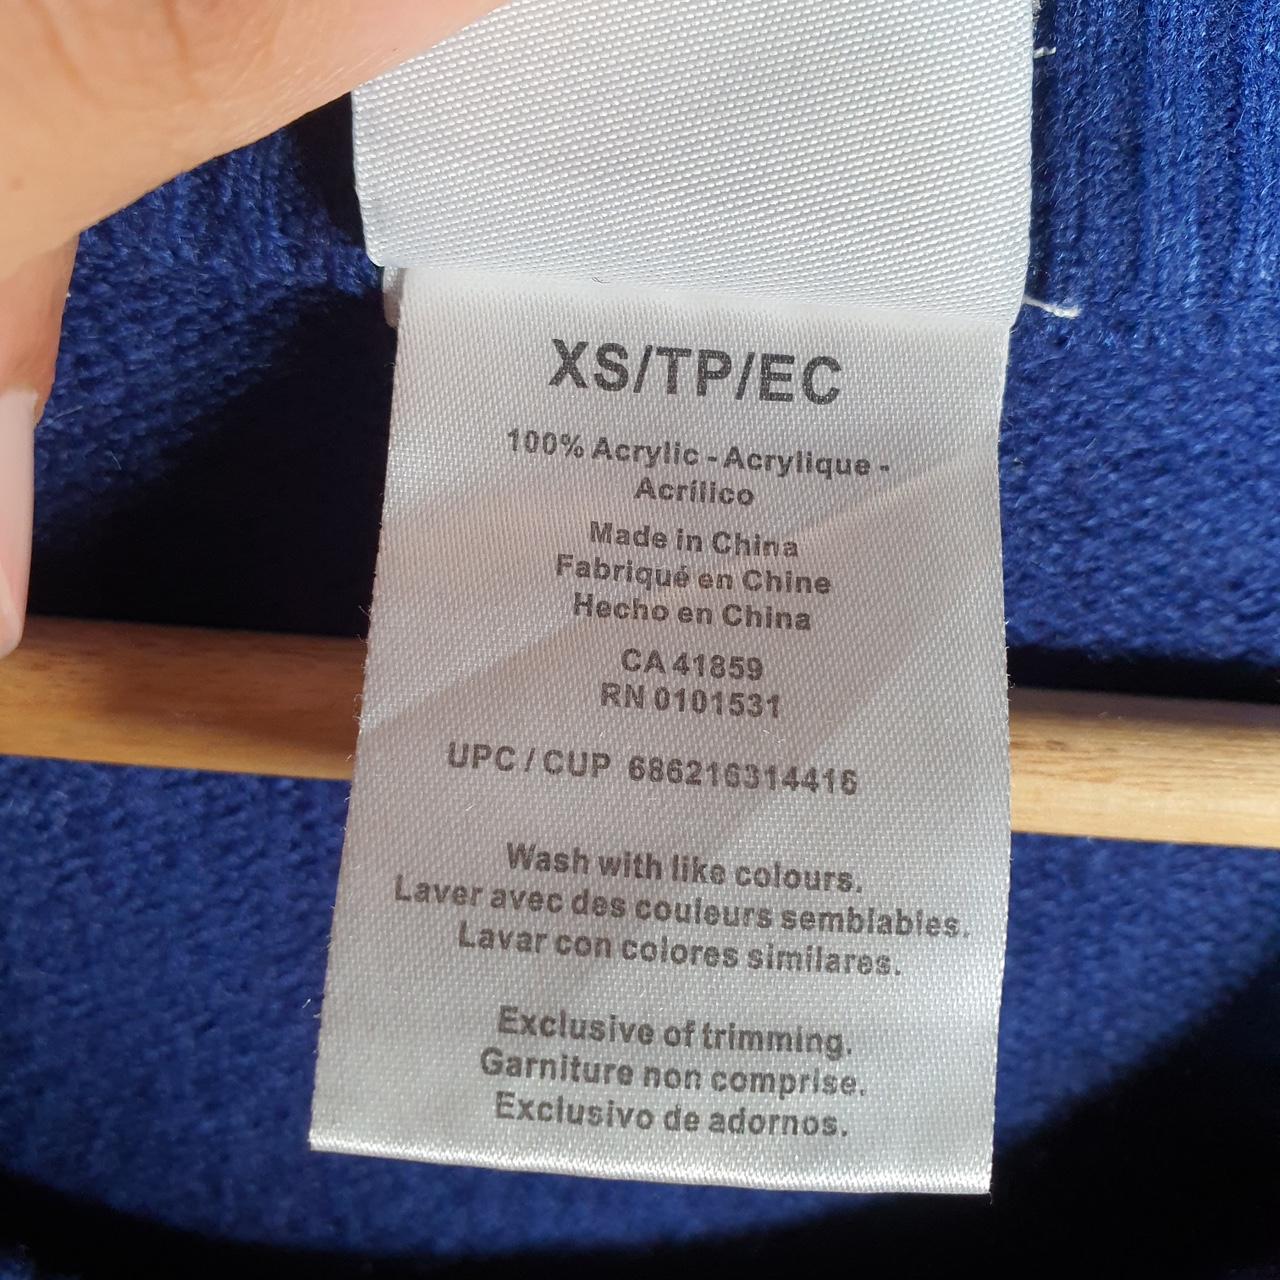 XS/TP/EC
100% Acrylic - Acrylique -
Acrílico
Made in China
Fabriqué en Chine
Hecho en China
CA 41859
RN 0101531
UPC / CUP 686216314416
Wash with like colours.
Laver avec des couleurs semblables.
Lavar con colores similares.
Exclusive of trimming.
Garniture non comprise.
Exclusivo de adornos.